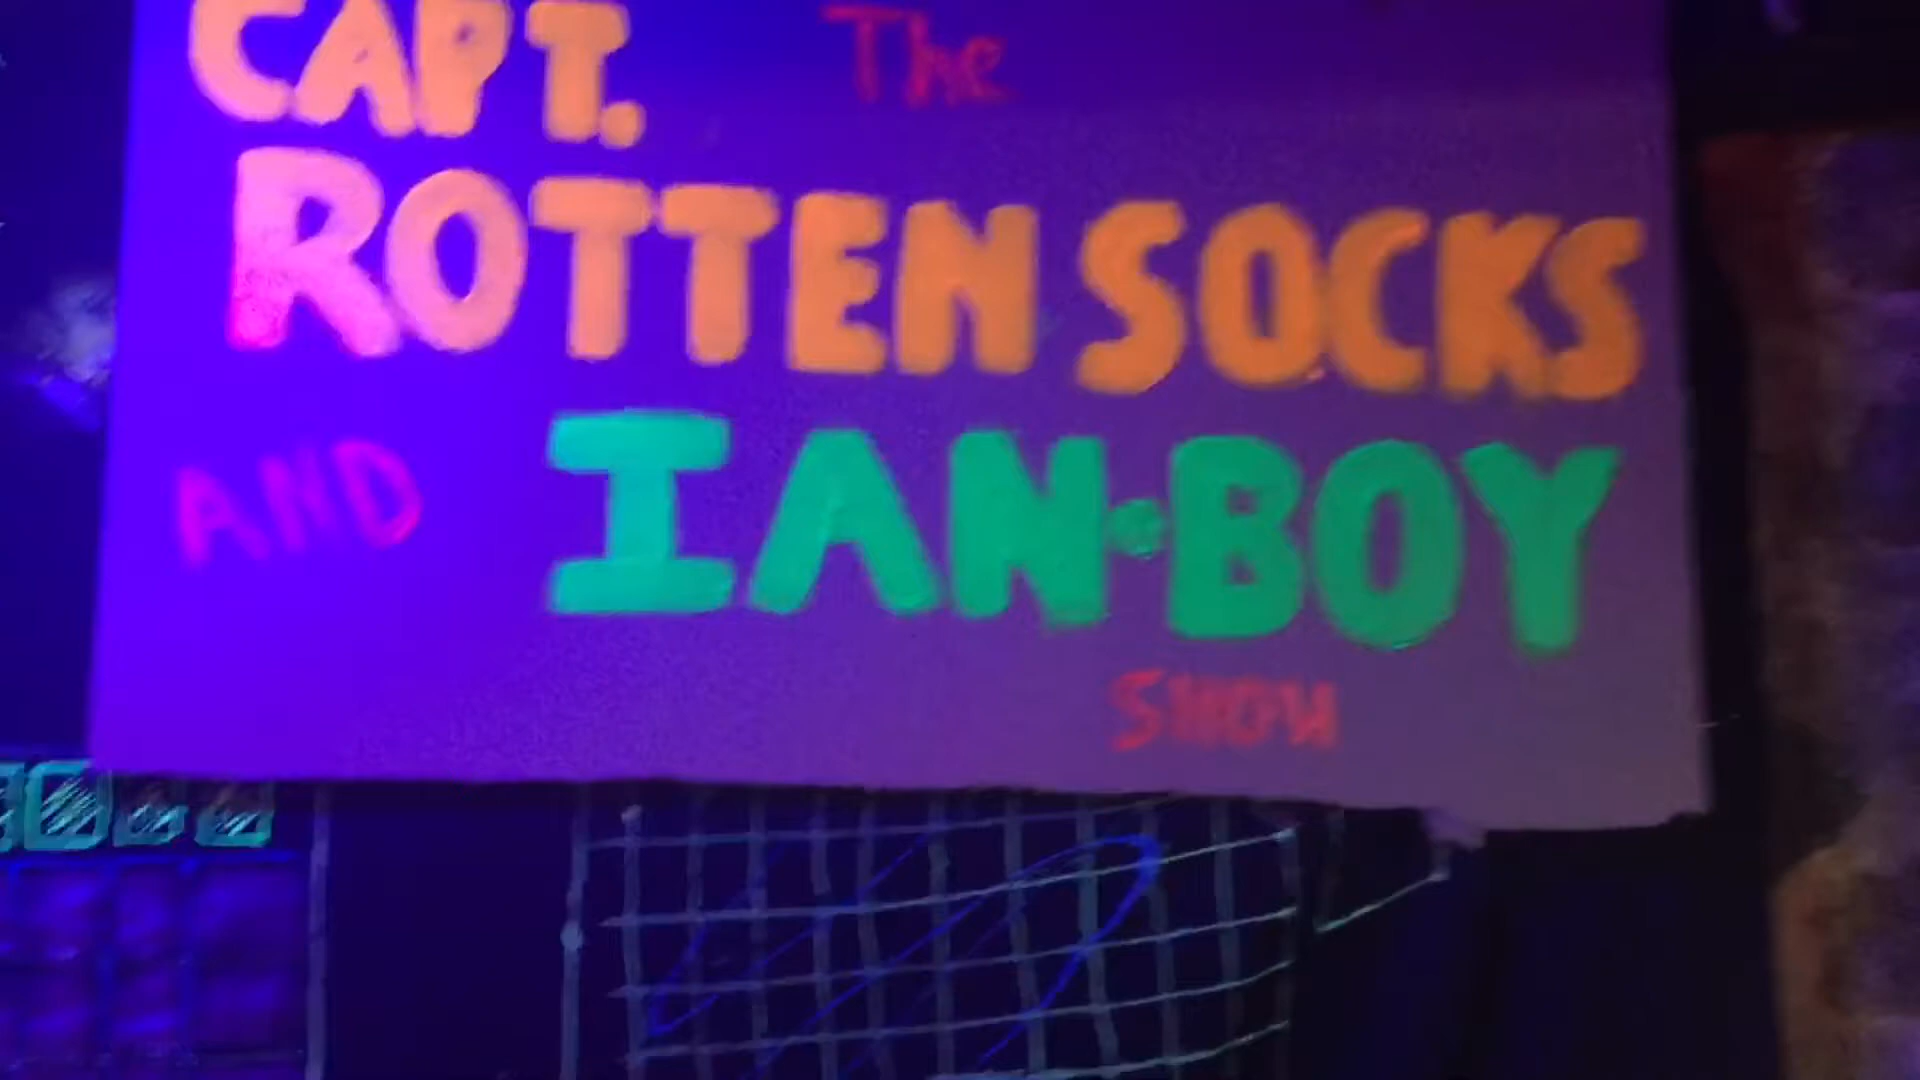 The
CAPT.
ROTTEN SOCKS
AND IAN•BOY
SHOW